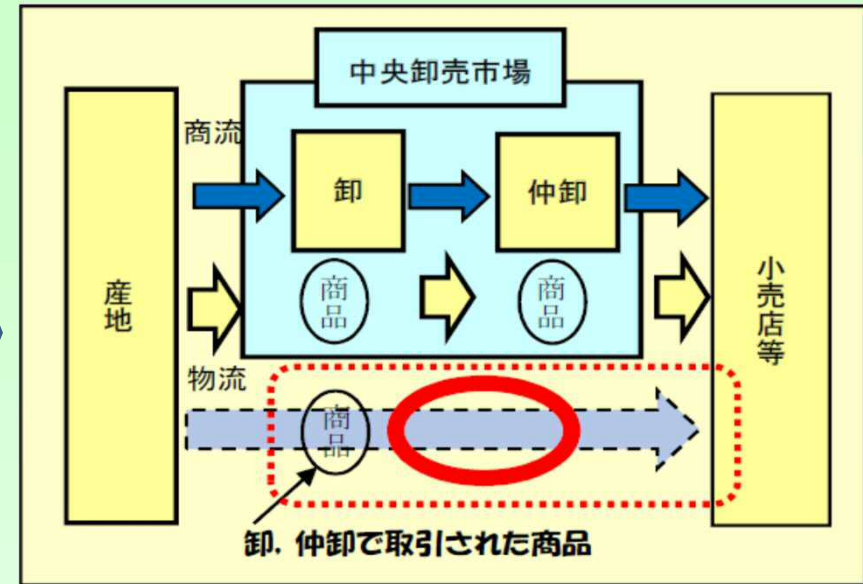 中央卸売市場
商流
卸
仲卸
産地
商品
商品
小売店等
物流
商品
卸，仲卸で取引された商品